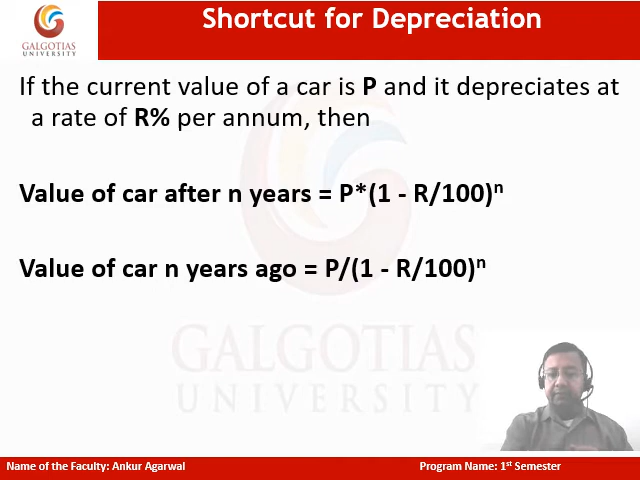 Shortcut for Depreciation
GALGOTIAS
UNIVERSITY
If the current value of a car is P and it depreciates at
a rate of R% per annum, then
Value of car after n years = P*(1 - R/100)ⁿ
Value of car n years ago = P/(1 - R/100)ⁿ
GALGOTIAS
UNIVERSITY
Name of the Faculty: Ankur Agarwal
Program Name: 1ˢᵗ Semester